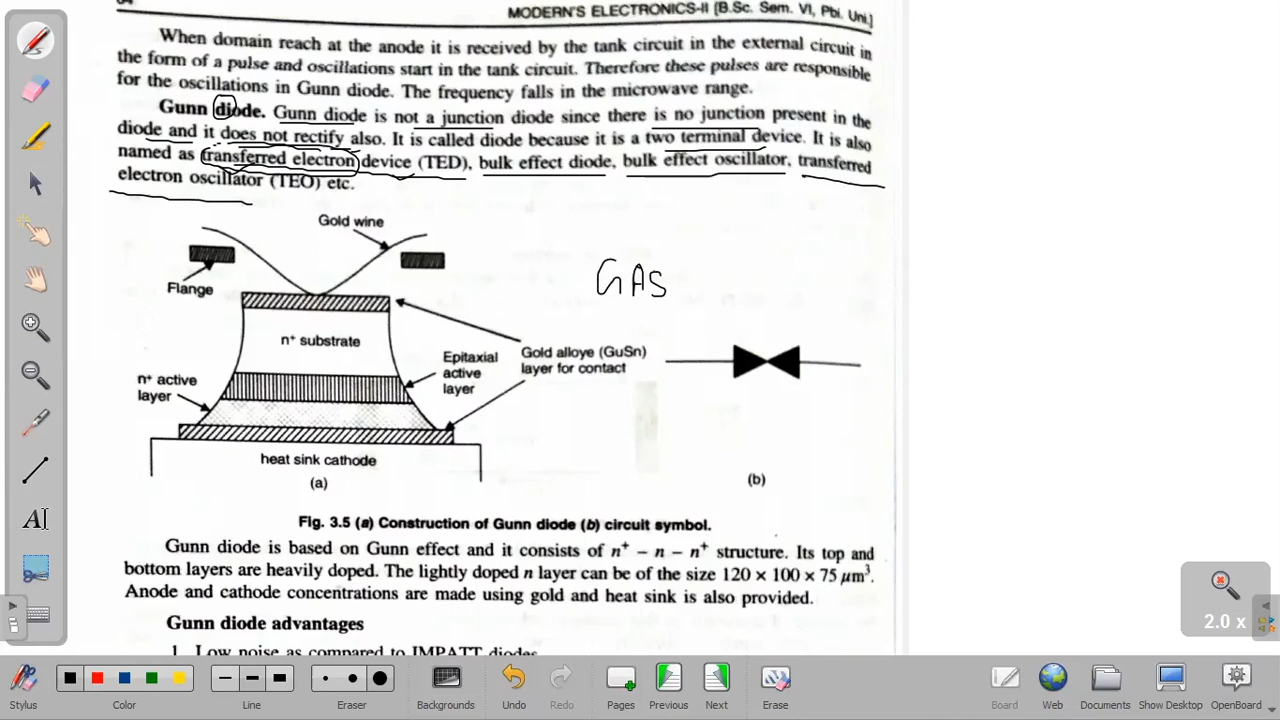 MODERN'S ELECTRONICS-II [B.Sc. Sem. VI, Pbi. Uni.]
When domain reach at the anode it is received by the tank circuit in the external circuit in
the form of a pulse and oscillations start in the tank circuit. Therefore these pulses are responsible
for the oscillations in Gunn diode. The frequency falls in the microwave range.
Gunn diode. Gunn diode is not a junction diode since there is no junction present in the
diode and it does not rectify also. It is called diode because it is a two terminal device. It is also
named as transferred electron device (TED), bulk effect diode, bulk effect oscillator, transferred
electron oscillator (TEO) etc.
Gold wine
Flange
GAS
n+ substrate
Gold alloye (GuSn)
layer for contact
Epitaxial
active
layer
n+ active
layer
heat sink cathode
(a)
(b)
Fig. 3.5 (a) Construction of Gunn diode (b) circuit symbol.
Gunn diode is based on Gunn effect and it consists of n+ – n – n+ structure. Its top and
bottom layers are heavily doped. The lightly doped n layer can be of the size 120 × 100 × 75 μm³.
Anode and cathode concentrations are made using gold and heat sink is also provided.
Gunn diode advantages
1. Low noise as compared to IMPATT diodes
2.0 x
Stylus
Color
Line
Eraser
Backgrounds
Undo
Redo
Pages
Previous
Next
Erase
Board
Web
Documents
Show Desktop
OpenBoard